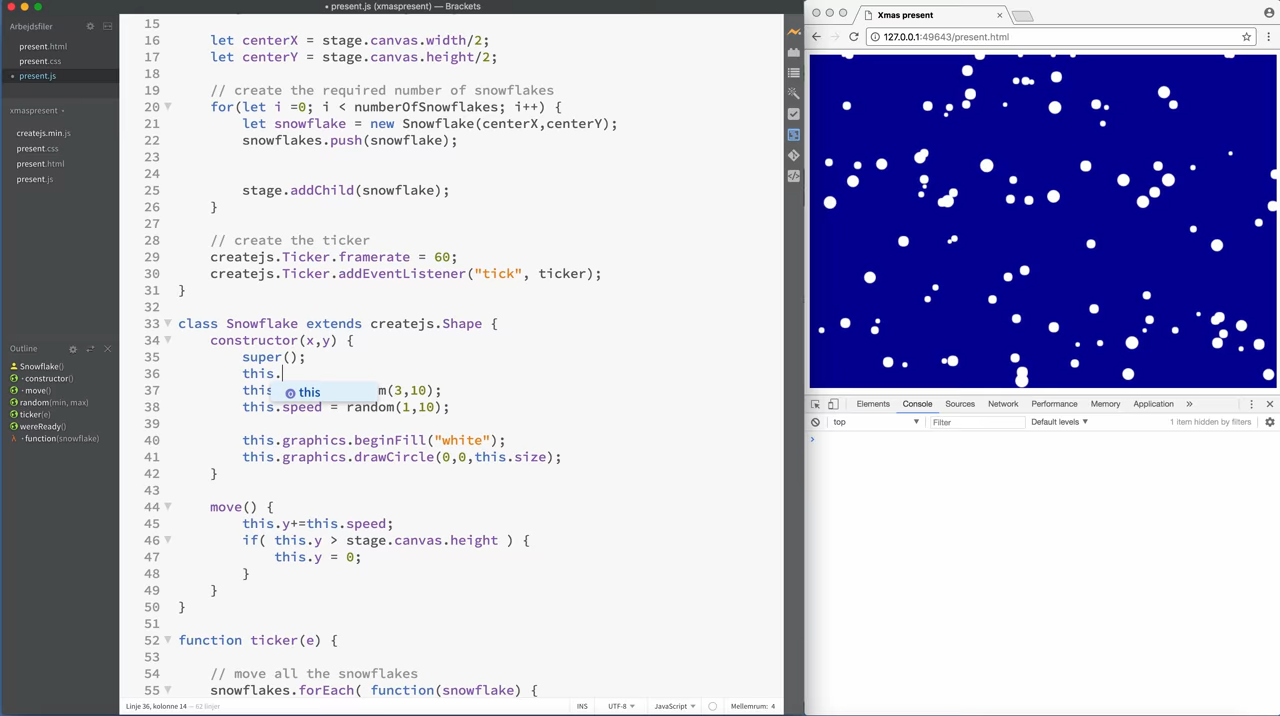 • present.js (xmaspresent) — Brackets
Arbejdsfiler
present.html
present.css
• present.js
xmaspresent
createjs.min.js
present.css
present.html
present.js
Outline
Snowflake()
constructor()
move()
random(min, max)
ticker(e)
wereReady()
function(snowflake)
15
16 let centerX = stage.canvas.width/2;
17 let centerY = stage.canvas.height/2;
18
19 // create the required number of snowflakes
20 for(let i =0; i < numberOfSnowflakes; i++) {
21 let snowflake = new Snowflake(centerX,centerY);
22 snowflakes.push(snowflake);
23
24
25 stage.addChild(snowflake);
26 }
27
28 // create the ticker
29 createjs.Ticker.framerate = 60;
30 createjs.Ticker.addEventListener("tick", ticker);
31 }
32
33 class Snowflake extends createjs.Shape {
34 constructor(x,y) {
35 super();
36 this.
37 this m(3,10);
this
38 this.speed = random(1,10);
39
40 this.graphics.beginFill("white");
41 this.graphics.drawCircle(0,0,this.size);
42 }
43
44 move() {
45 this.y+=this.speed;
46 if( this.y > stage.canvas.height ) {
47 this.y = 0;
48 }
49 }
50 }
51
52 function ticker(e) {
53
54 // move all the snowflakes
55 snowflakes.forEach( function(snowflake) {
Linje 36, kolonne 14 — 62 linjer
INS UTF-8 JavaScript Mellemrum: 4
Xmas present
127.0.0.1:49643/present.html
Elements Console Sources Network Performance Memory Application »
top Filter Default levels 1 item hidden by filters